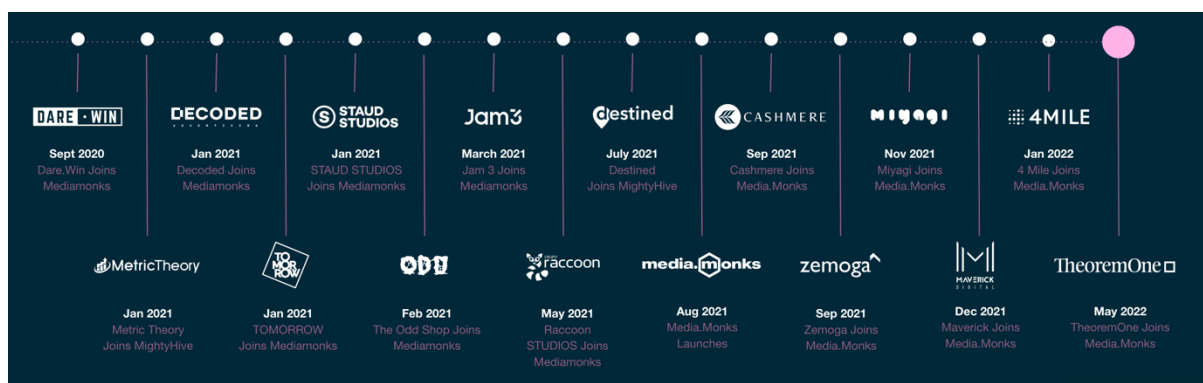 DARE · WIN
Sept 2020
Dare.Win Joins
Mediamonks
DECODED
ADVERTISING
Jan 2021
Decoded Joins
Mediamonks
S STAUD
STUDIOS
Jan 2021
STAUD STUDIOS
Joins Mediamonks
Jam3
March 2021
Jam 3 Joins
Mediamonks
destined
July 2021
Destined
Joins MightyHive
CASHMERE
Sep 2021
Cashmere Joins
Media.Monks
miyagi
Nov 2021
Miyagi Joins
Media.Monks
4MILE
Jan 2022
4 Mile Joins
Media.Monks
MetricTheory
Jan 2021
Metric Theory
Joins MightyHive
TO
MOR
ROW
Jan 2021
TOMORROW
Joins Mediamonks
ODD
Feb 2021
The Odd Shop Joins
Mediamonks
raccoon
May 2021
Raccoon
STUDIOS Joins
Mediamonks
media.monks
Aug 2021
Media.Monks
Launches
zemoga^
Sep 2021
Zemoga Joins
Media.Monks
MAVERICK
DIGITAL
Dec 2021
Maverick Joins
Media.Monks
TheoremOne
May 2022
TheoremOne Joins
Media.Monks